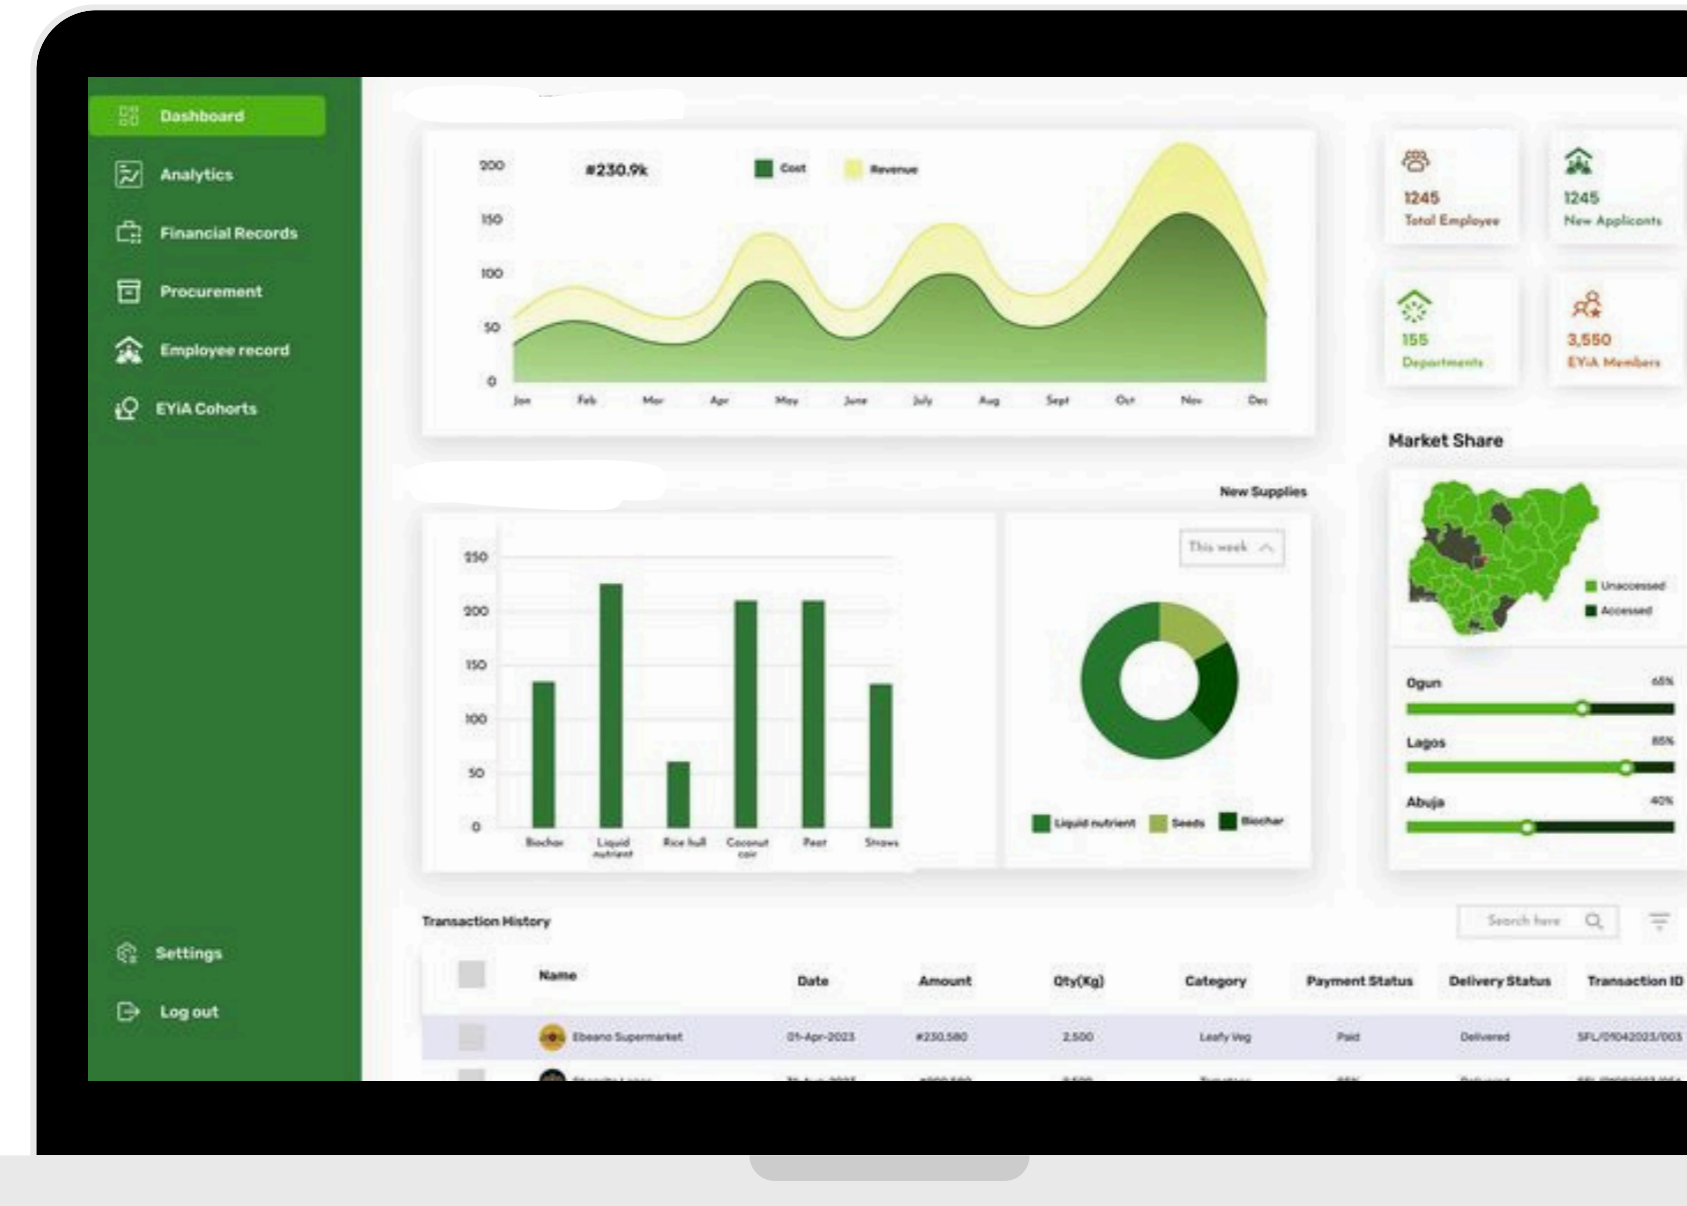 Dashboard
Analytics
Financial Records
Procurement
Employee record
EYiA Cohorts
Settings
Log out
#230.9k
Cost
Revenue
200
150
100
50
0
Jan Feb Mar Apr May June July Aug Sept Oct Nov Dec
1245
Total Employee
1245
New Applicants
155
Departments
3,550
EYiA Members
250
200
150
100
50
0
Biochar Liquid nutrient Rice hull Coconut coir Peat Straws
New Supplies
This week
Liquid nutrient Seeds Biochar
Market Share
Unaccessed
Accessed
Ogun 65%
Lagos 85%
Abuja 40%
Transaction History
Search here
Name Date Amount Qty(Kg) Category Payment Status Delivery Status Transaction ID
Ebeano Supermarket 01-Apr-2023 #230,580 2,500 Leafy Veg Paid Delivered SFL/01042023/003